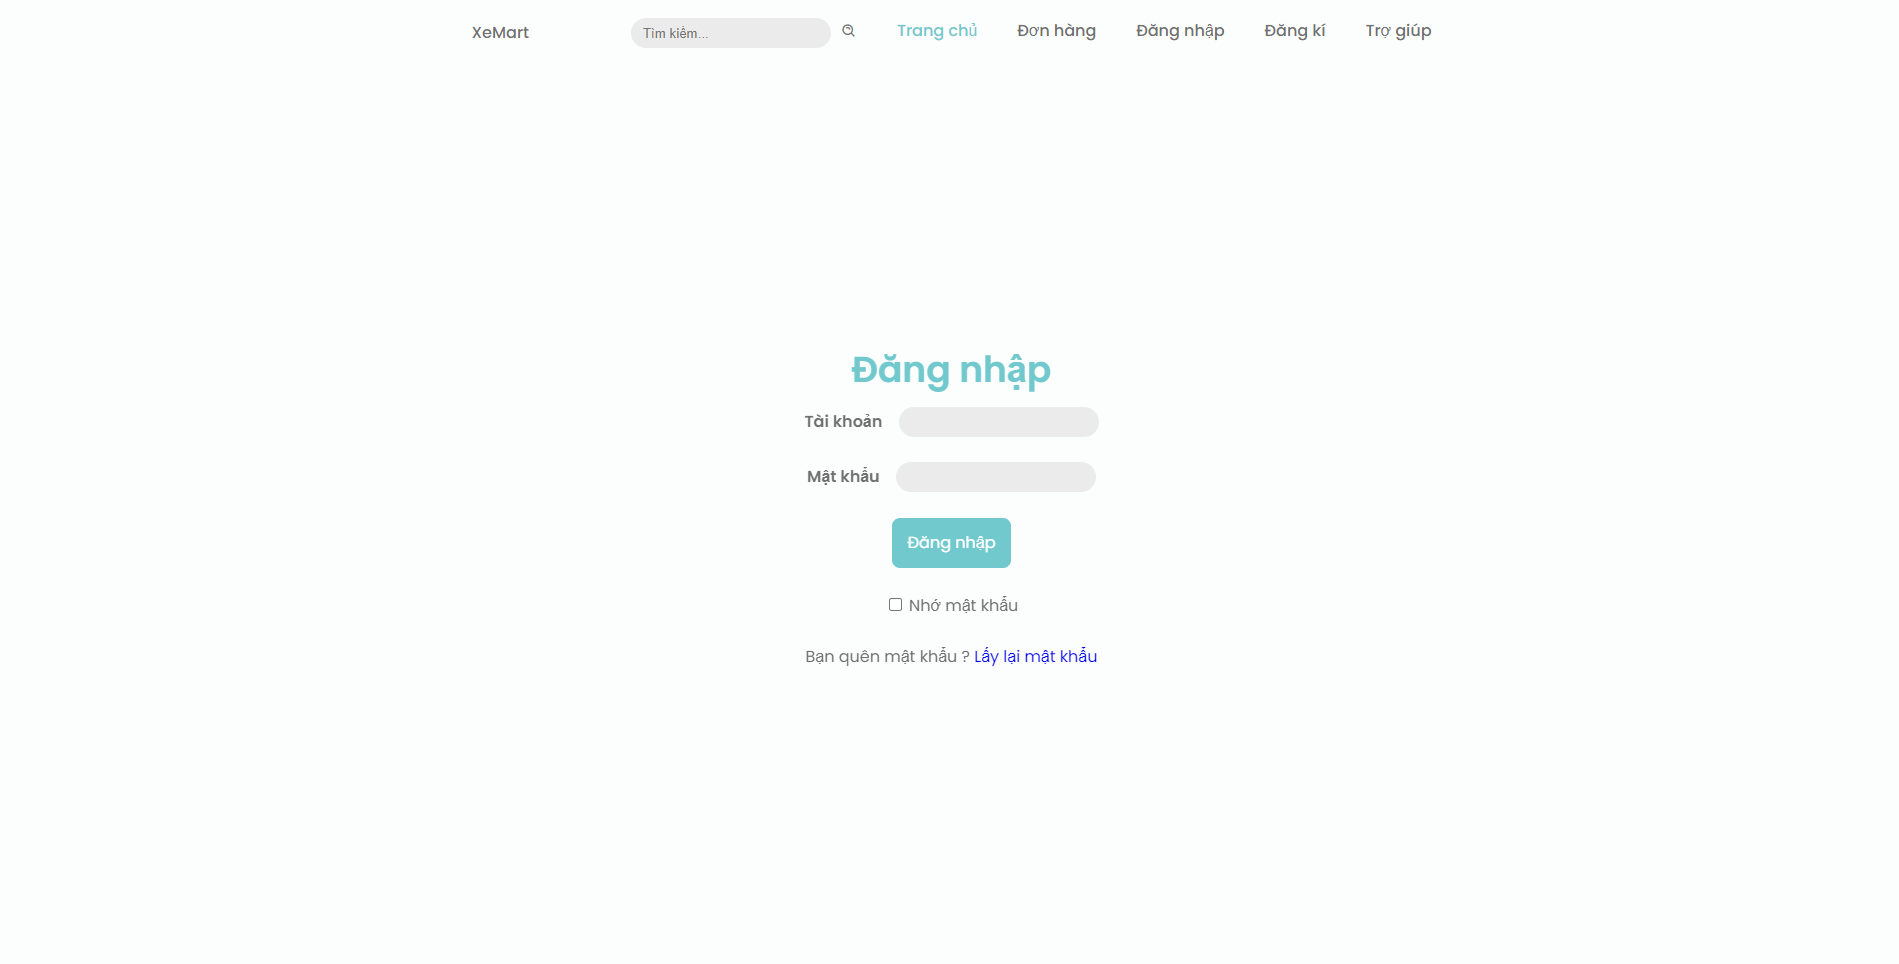 XeMart Tìm kiếm... Trang chủ Đơn hàng Đăng nhập Đăng kí Trợ giúp
Đăng nhập
Tài khoản
Mật khẩu
Đăng nhập
Nhớ mật khẩu
Bạn quên mật khẩu ? Lấy lại mật khẩu